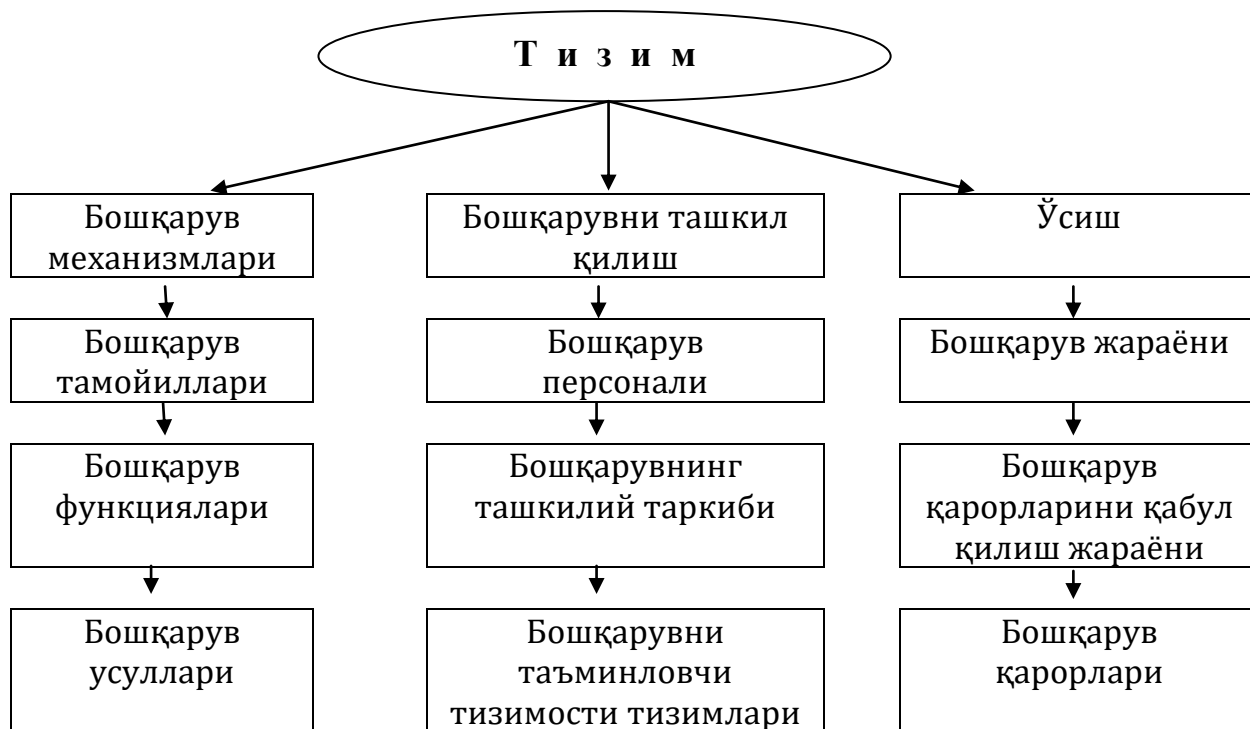 Т и з и м
Бошқарув
механизмлари
Бошқарувни ташкил
қилиш
Ўсиш
Бошқарув
тамойиллари
Бошқарув
персонали
Бошқарув жараёни
Бошқарув
функциялари
Бошқарувнинг
ташкилий таркиби
Бошқарув
қарорларини қабул
қилиш жараёни
Бошқарув
усуллари
Бошқарувни
таъминловчи
тизимости тизимлари
Бошқарув
қарорлари